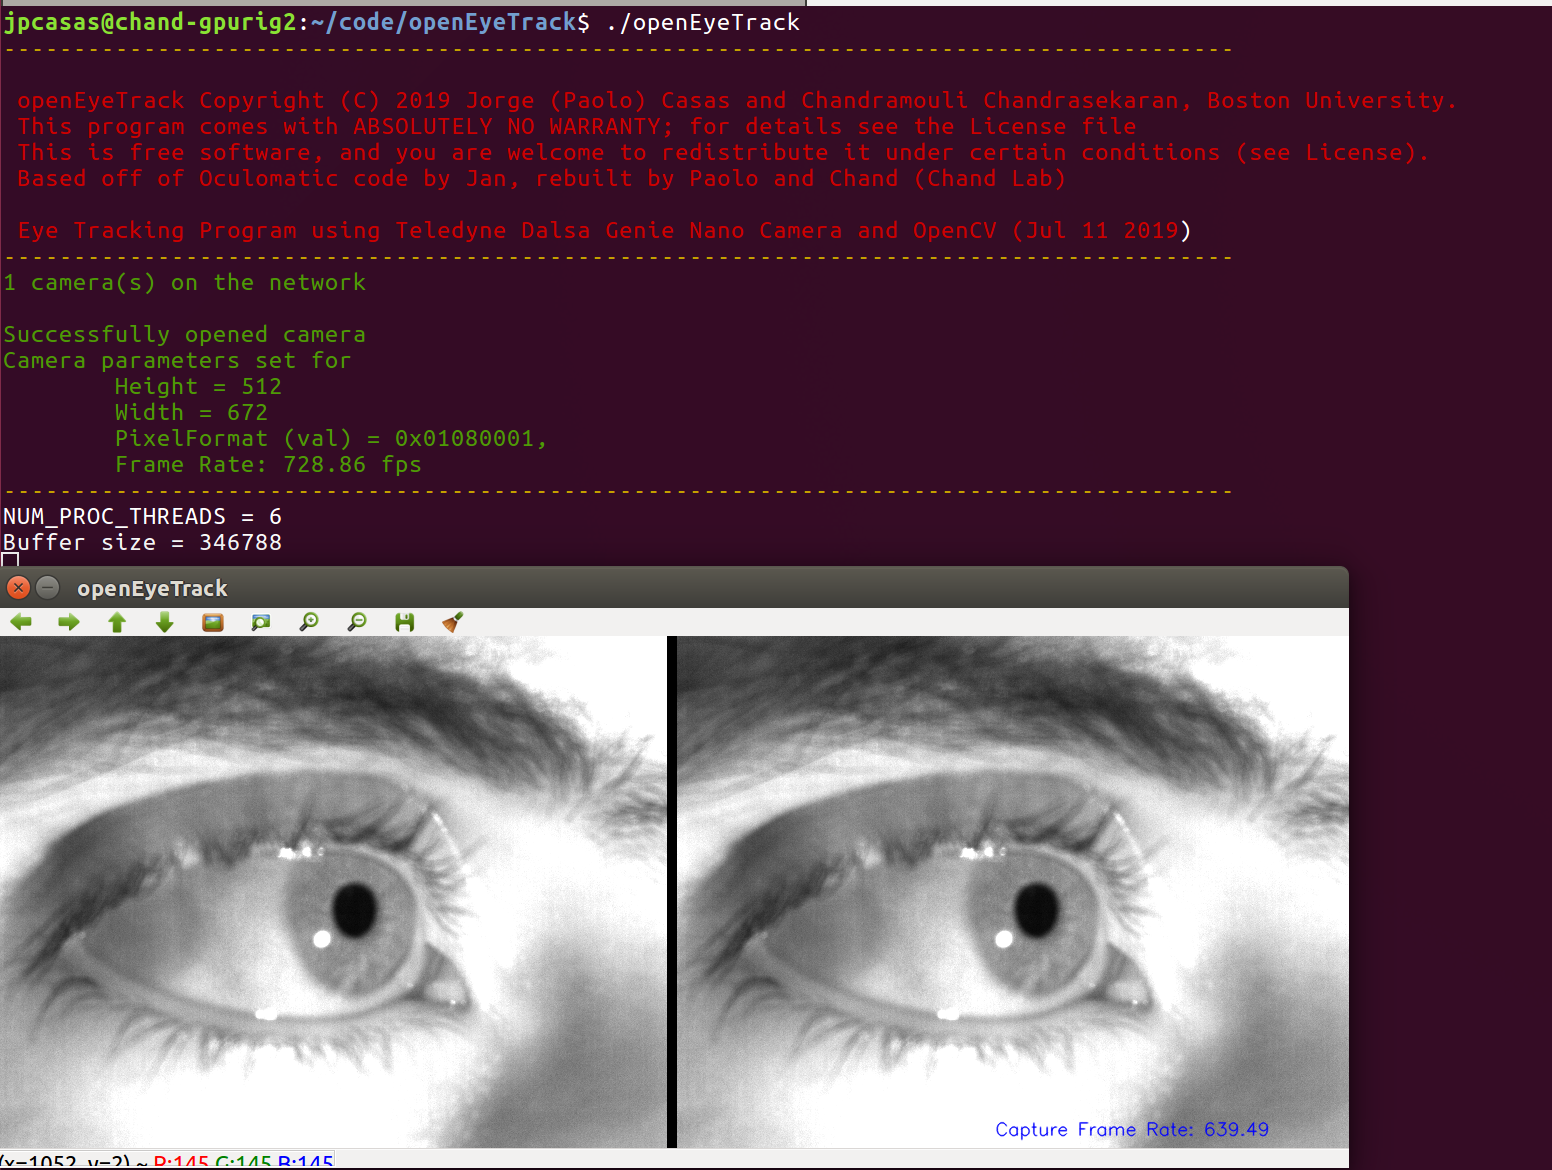 jpcasas@chand-gpurig2:~/code/openEyeTrack$ ./openEyeTrack
----------------------------------------------------------------------------------------
openEyeTrack Copyright (C) 2019 Jorge (Paolo) Casas and Chandramouli Chandrasekaran, Boston University.
This program comes with ABSOLUTELY NO WARRANTY; for details see the License file
This is free software, and you are welcome to redistribute it under certain conditions (see License).
Based off of Oculomatic code by Jan, rebuilt by Paolo and Chand (Chand Lab)
Eye Tracking Program using Teledyne Dalsa Genie Nano Camera and OpenCV (Jul 11 2019)
----------------------------------------------------------------------------------------
1 camera(s) on the network
Successfully opened camera
Camera parameters set for
Height = 512
Width = 672
PixelFormat (val) = 0x01080001,
Frame Rate: 728.86 fps
----------------------------------------------------------------------------------------
NUM_PROC_THREADS = 6
Buffer size = 346788
openEyeTrack
Capture Frame Rate: 639.49
(x=1052, y=2) ~ R:145 G:145 B:145